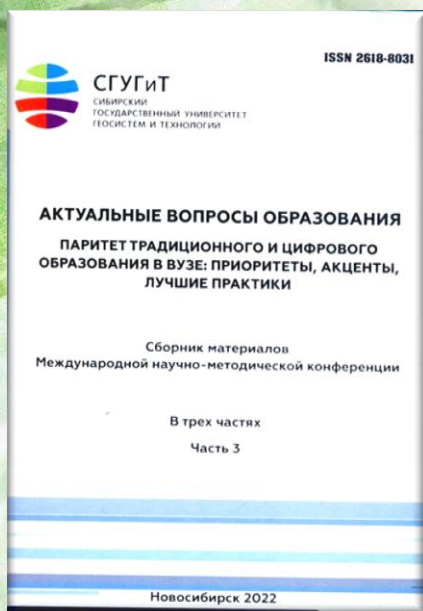 ISSN 2618-8031
СГУГиТ
СИБИРСКИЙ
ГОСУДАРСТВЕННЫЙ УНИВЕРСИТЕТ
ГЕОСИСТЕМ И ТЕХНОЛОГИЙ
АКТУАЛЬНЫЕ ВОПРОСЫ ОБРАЗОВАНИЯ
ПАРИТЕТ ТРАДИЦИОННОГО И ЦИФРОВОГО
ОБРАЗОВАНИЯ В ВУЗЕ: ПРИОРИТЕТЫ, АКЦЕНТЫ,
ЛУЧШИЕ ПРАКТИКИ
Сборник материалов
Международной научно-методической конференции
В трех частях
Часть 3
Новосибирск 2022